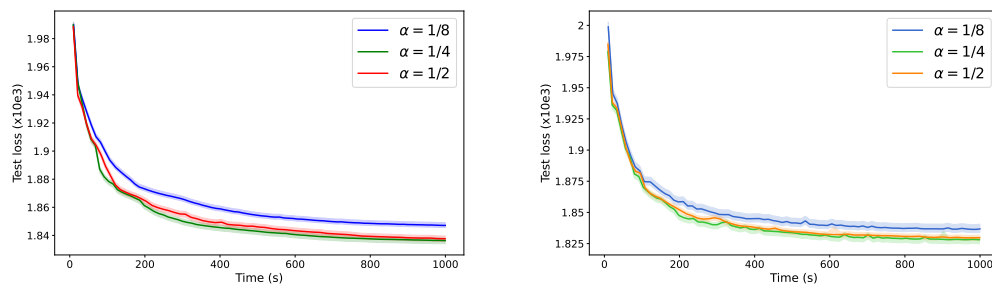 Test loss (x10e3)
1.98
1.96
1.94
1.92
1.9
1.88
1.86
1.84
0 200 400 600 800 1000
Time (s)
α = 1/8
α = 1/4
α = 1/2
Test loss (x10e3)
2
1.975
1.95
1.925
1.9
1.875
1.85
1.825
0 200 400 600 800 1000
Time (s)
α = 1/8
α = 1/4
α = 1/2